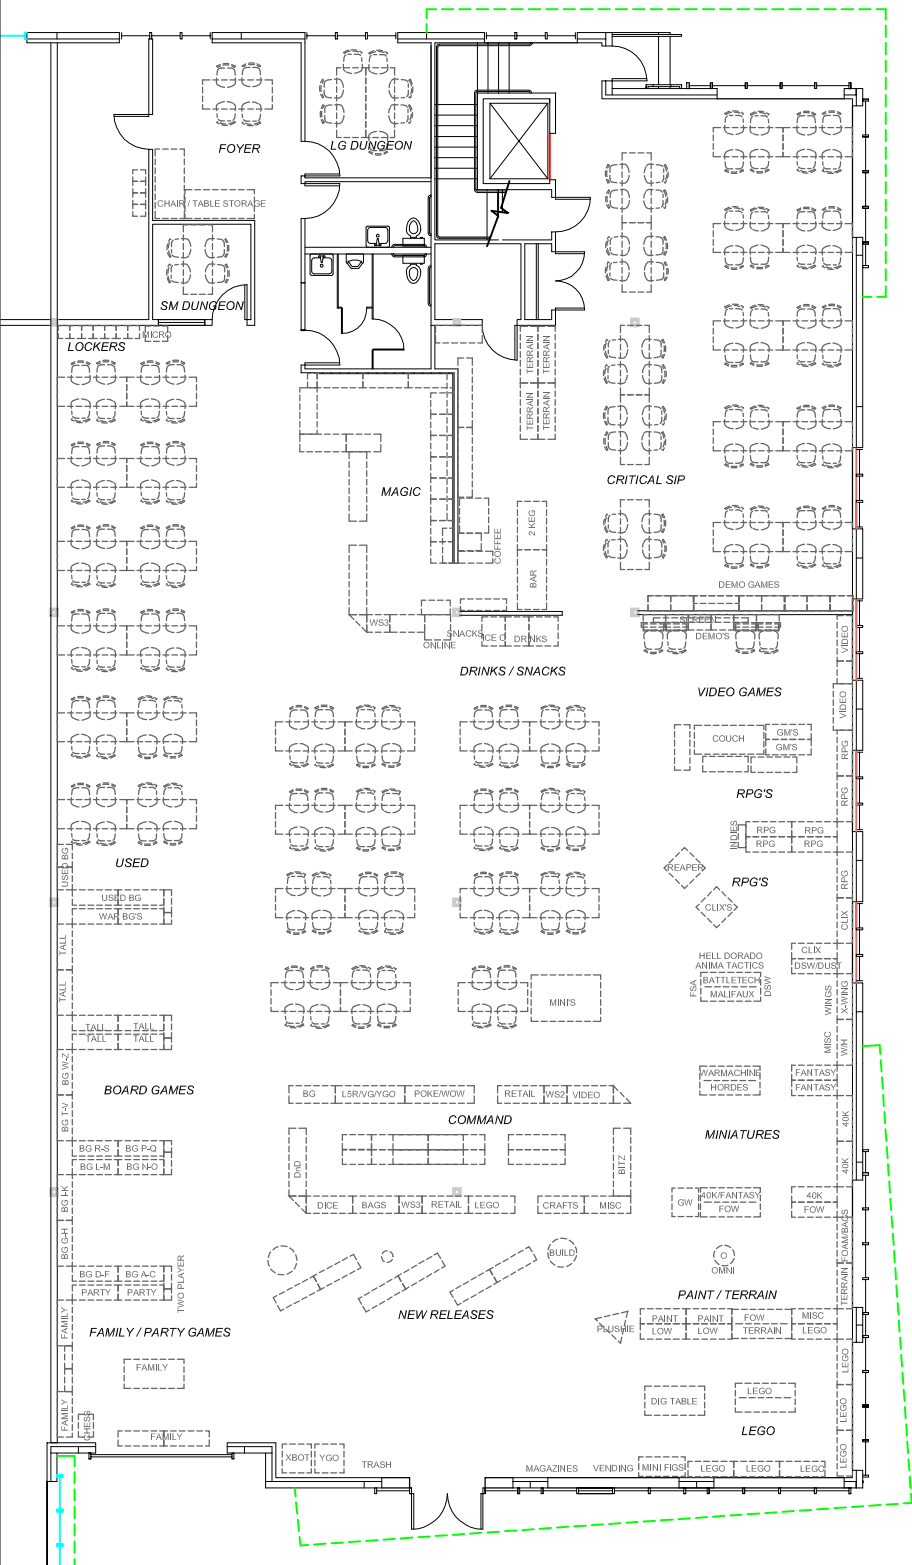 FOYER
LG DUNGEON
CHAIR / TABLE STORAGE
SM DUNGEON
LOCKERS
MICRO
TERRAIN
TERRAIN
TERRAIN
TERRAIN
MAGIC
CRITICAL SIP
COFFEE
2 KEG
BAR
DEMO GAMES
WS3
ONLINE
SNACKS
ICE C
DRINKS
SCREEN
DEMO'S
VIDEO
DRINKS / SNACKS
VIDEO GAMES
VIDEO
COUCH
GM'S
GM'S
RPG
RPG'S
RPG
INDIES
RPG
RPG
RPG
RPG
USED
USED BG
REAPER
RPG'S
RPG
USED BG
WAR BG'S
CLIX'S
CLIX
TALL
HELL DORADO
ANIMA TACTICS
CLIX
DSW/DUST
TALL
FSA
BATTLETECH
MALIFAUX
DSW
MINI'S
WINGS
X-WING
TALL
TALL
TALL
TALL
MISC
W/H
BG W-Z
BOARD GAMES
WARMACHINE
HORDES
FANTASY
FANTASY
BG
L5R/VG/YGO
POKE/WOW
RETAIL
WS2
VIDEO
BG T-V
COMMAND
40K
MINIATURES
BG R-S
BG P-Q
BG L-M
BG N-O
DnD
BITZ
40K
BG I-K
GW
40K/FANTASY
FOW
40K
FOW
DICE
BAGS
WS3
RETAIL
LEGO
CRAFTS
MISC
BG G-H
FOAM/BAGS
BUILD
OMNI
BG D-F
BG A-C
PARTY
PARTY
TWO PLAYER
TERRAIN
PAINT / TERRAIN
NEW RELEASES
FAMILY
FAMILY / PARTY GAMES
PLUSHIE
PAINT
PAINT
FOW
MISC
LOW
LOW
TERRAIN
LEGO
FAMILY
LEGO
FAMILY
DIG TABLE
LEGO
LEGO
CHESS
FAMILY
LEGO
XBOT
YGO
TRASH
MAGAZINES
VENDING
MINI FIGS
LEGO
LEGO
LEGO
LEGO